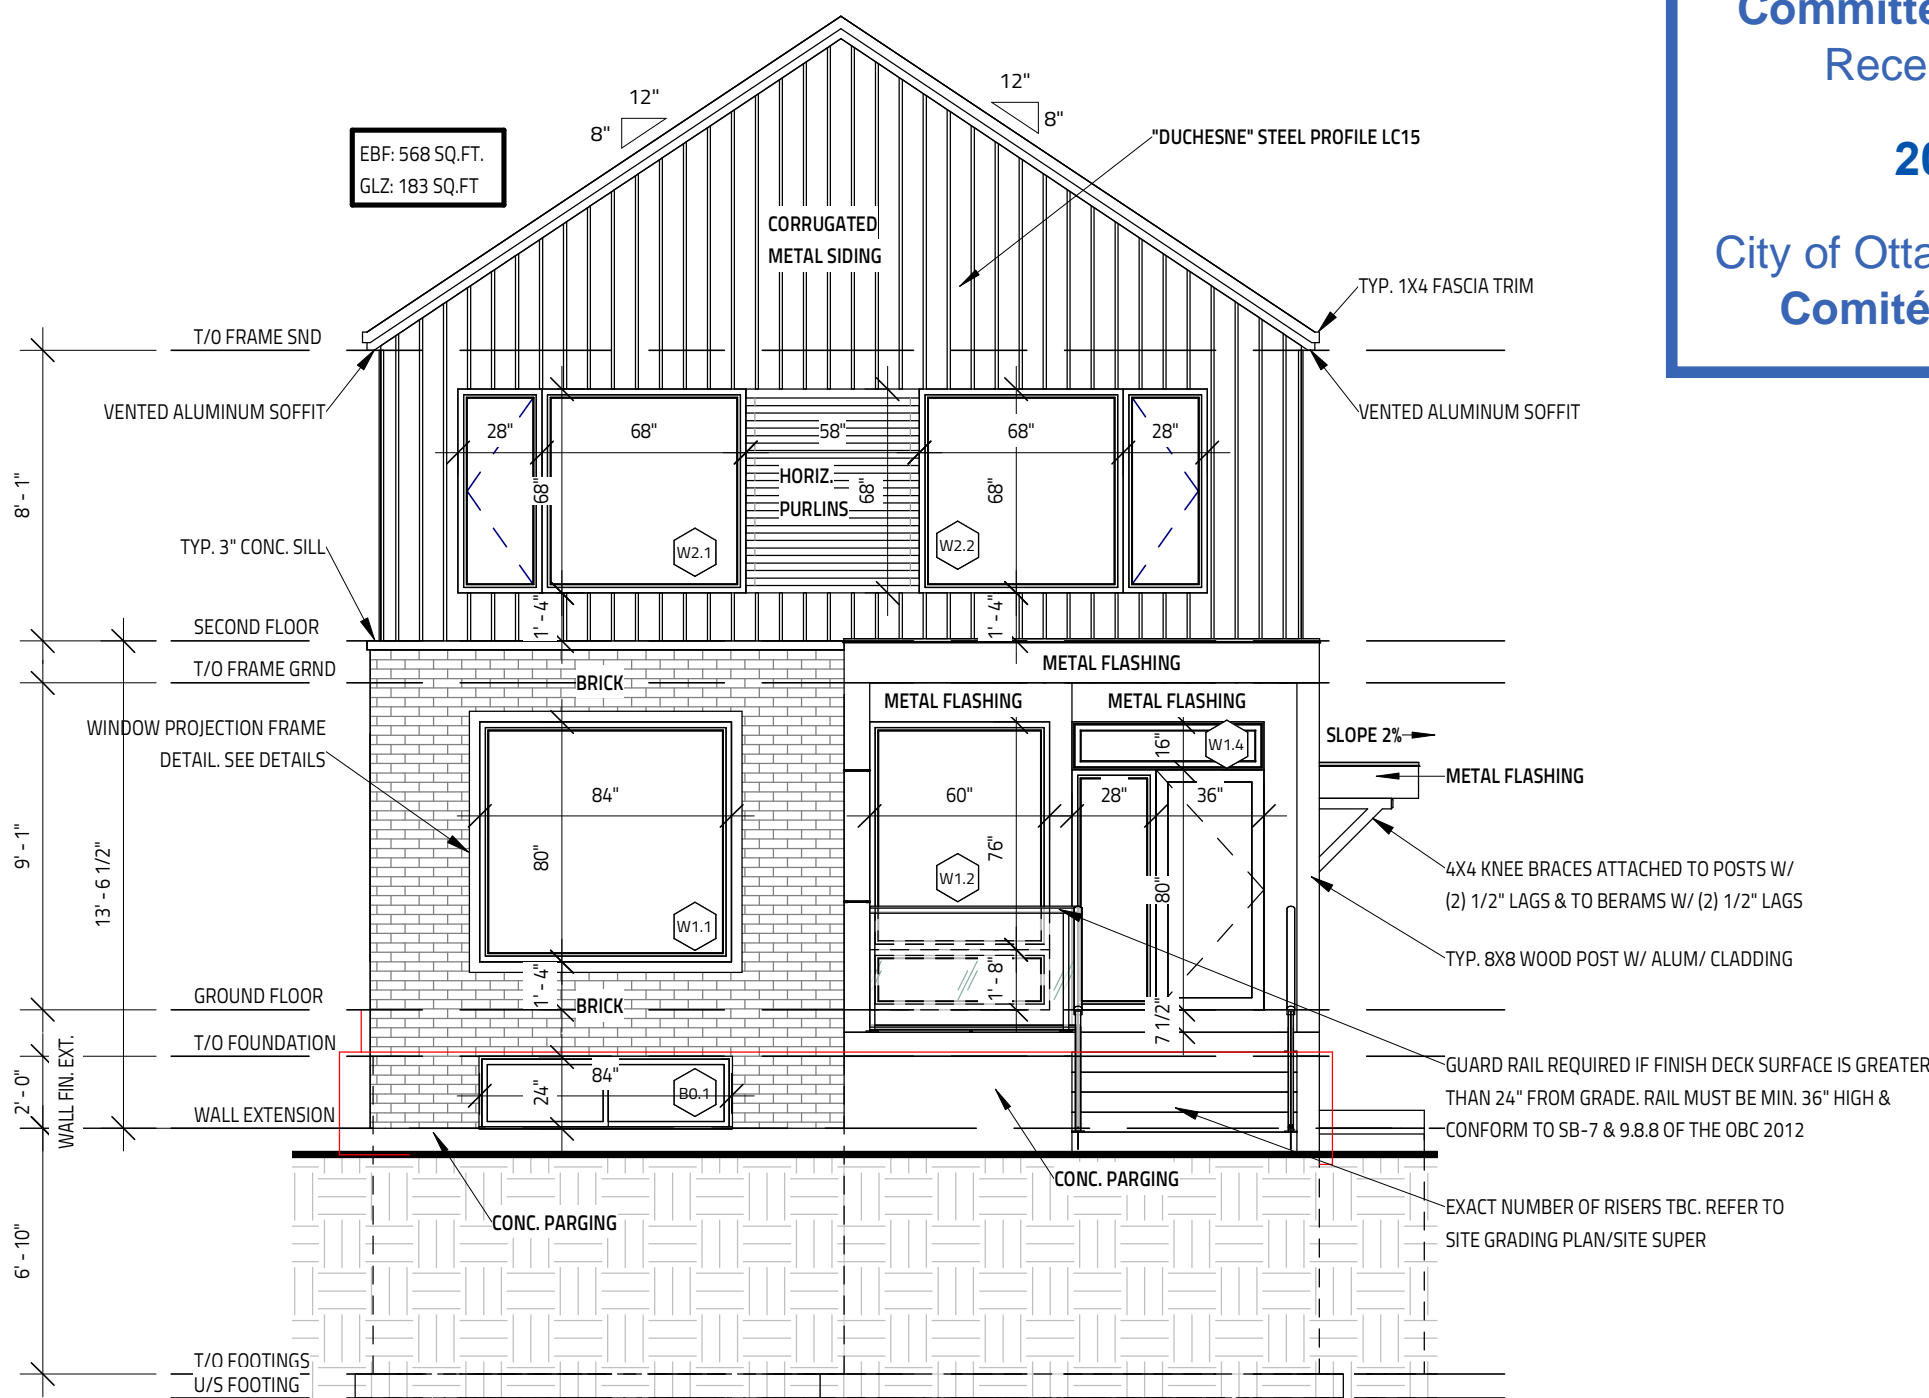 Rece
20
City of Otta
Comité
12"
8"
12"
8"
EBF: 568 SQ.FT.
GLZ: 183 SQ.FT
"DUCHESNE" STEEL PROFILE LC15
CORRUGATED
METAL SIDING
TYP. 1X4 FASCIA TRIM
T/O FRAME SND
VENTED ALUMINUM SOFFIT
VENTED ALUMINUM SOFFIT
28"
68"
58"
68"
28"
68"
HORIZ.
PURLINS
68"
68"
W2.1
W2.2
8' - 1"
TYP. 3" CONC. SILL
1' - 4"
1' - 4"
SECOND FLOOR
T/O FRAME GRND
BRICK
METAL FLASHING
METAL FLASHING
METAL FLASHING
WINDOW PROJECTION FRAME
DETAIL. SEE DETAILS
SLOPE 2%
W1.4
16"
METAL FLASHING
84"
60"
28"
36"
80"
76"
80"
W1.1
W1.2
9' - 1"
13' - 6 1/2"
4X4 KNEE BRACES ATTACHED TO POSTS W/
(2) 1/2" LAGS & TO BERAMS W/ (2) 1/2" LAGS
TYP. 8X8 WOOD POST W/ ALUM/ CLADDING
1' - 4"
1' - 8"
7 1/2"
GROUND FLOOR
BRICK
T/O FOUNDATION
84"
24"
B0.1
2' - 0"
WALL FIN. EXT.
WALL EXTENSION
GUARD RAIL REQUIRED IF FINISH DECK SURFACE IS GREATER
THAN 24" FROM GRADE. RAIL MUST BE MIN. 36" HIGH &
CONFORM TO SB-7 & 9.8.8 OF THE OBC 2012
CONC. PARGING
CONC. PARGING
EXACT NUMBER OF RISERS TBC. REFER TO
SITE GRADING PLAN/SITE SUPER
6' - 10"
T/O FOOTINGS
U/S FOOTING